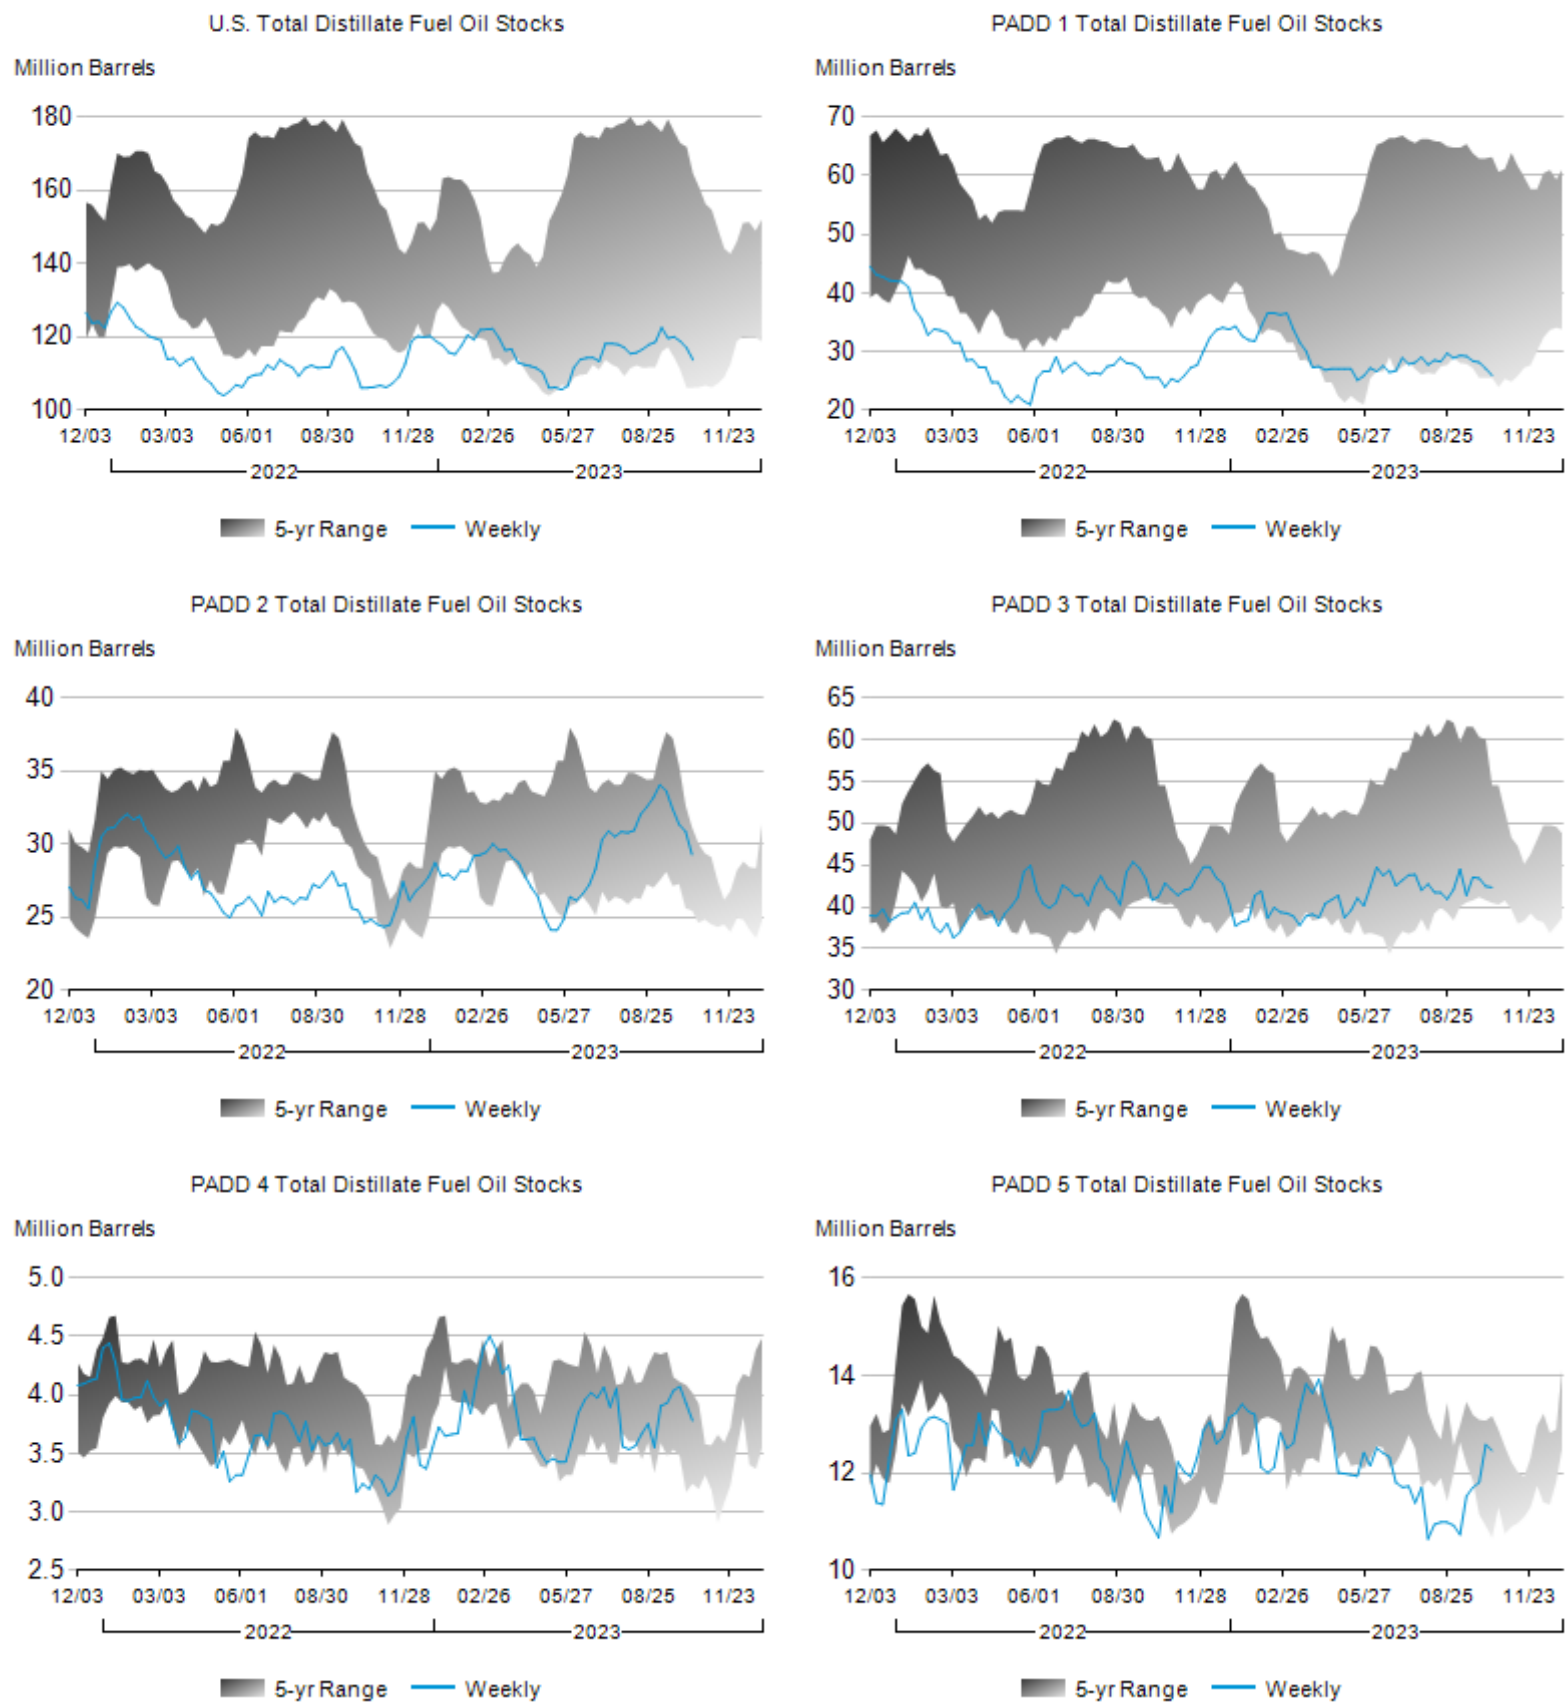 U.S. Total Distillate Fuel Oil Stocks
Million Barrels
180
160
140
120
100
12/03 03/03 06/01 08/30 11/28 02/26 05/27 08/25 11/23
2022 2023
5-yr Range Weekly
PADD 1 Total Distillate Fuel Oil Stocks
Million Barrels
70
60
50
40
30
20
12/03 03/03 06/01 08/30 11/28 02/26 05/27 08/25 11/23
2022 2023
5-yr Range Weekly
PADD 2 Total Distillate Fuel Oil Stocks
Million Barrels
40
35
30
25
20
12/03 03/03 06/01 08/30 11/28 02/26 05/27 08/25 11/23
2022 2023
5-yr Range Weekly
PADD 3 Total Distillate Fuel Oil Stocks
Million Barrels
65
60
55
50
45
40
35
30
12/03 03/03 06/01 08/30 11/28 02/26 05/27 08/25 11/23
2022 2023
5-yr Range Weekly
PADD 4 Total Distillate Fuel Oil Stocks
Million Barrels
5.0
4.5
4.0
3.5
3.0
2.5
12/03 03/03 06/01 08/30 11/28 02/26 05/27 08/25 11/23
2022 2023
5-yr Range Weekly
PADD 5 Total Distillate Fuel Oil Stocks
Million Barrels
16
14
12
10
12/03 03/03 06/01 08/30 11/28 02/26 05/27 08/25 11/23
2022 2023
5-yr Range Weekly